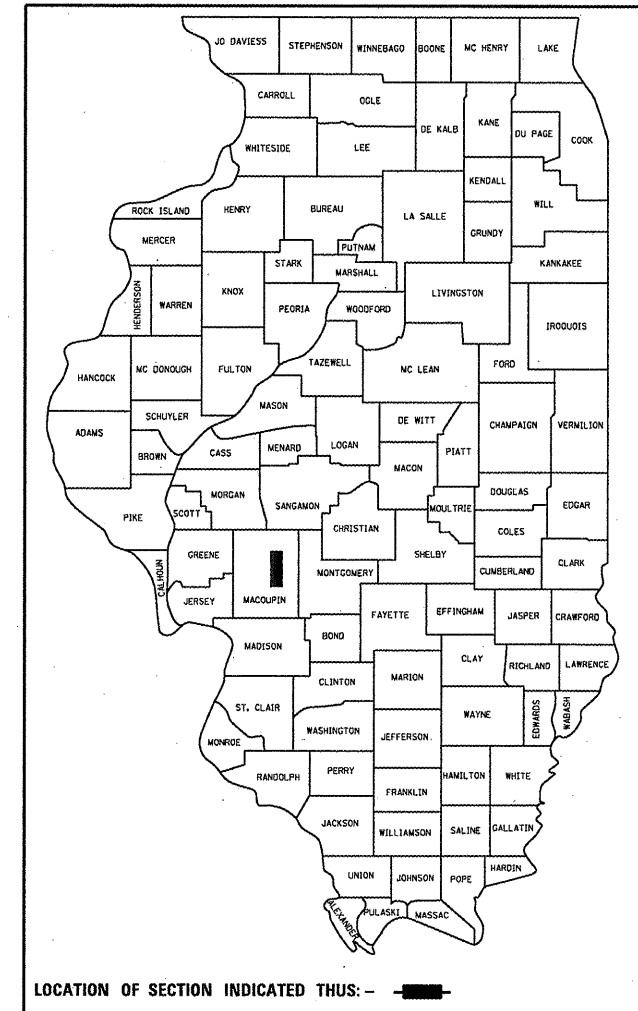 JO DAVIESS
STEPHENSON
WINNEBAGO
BOONE
MC HENRY
LAKE
CARROLL
OGLE
DE KALB
KANE
DU PAGE
COOK
WHITESIDE
LEE
KENDALL
WILL
ROCK ISLAND
HENRY
BUREAU
LA SALLE
GRUNDY
MERCER
PUTNAM
STARK
MARSHALL
KANKAKEE
HENDERSON
WARREN
KNOX
PEORIA
WOODFORD
LIVINGSTON
IROQUOIS
HANCOCK
MC DONOUGH
FULTON
TAZEWELL
MC LEAN
FORD
SCHUYLER
MASON
DE WITT
CHAMPAIGN
VERMILION
ADAMS
BROWN
CASS
MENARD
LOGAN
MACON
PIATT
PIKE
SCOTT
MORGAN
SANGAMON
CHRISTIAN
MOULTRIE
DOUGLAS
EDGAR
COLES
SHELBY
CALHOUN
GREENE
JERSEY
MACOUPIN
MONTGOMERY
CUMBERLAND
CLARK
FAYETTE
EFFINGHAM
JASPER
CRAWFORD
MADISON
BOND
CLAY
RICHLAND
LAWRENCE
CLINTON
MARION
ST. CLAIR
WAYNE
EDWARDS
WABASH
MONROE
WASHINGTON
JEFFERSON
RANDOLPH
PERRY
HAMILTON
WHITE
FRANKLIN
JACKSON
WILLIAMSON
SALINE
GALLATIN
UNION
JOHNSON
POPE
HARDIN
ALEXANDER
PULASKI
MASSAC
LOCATION OF SECTION INDICATED THUS: -